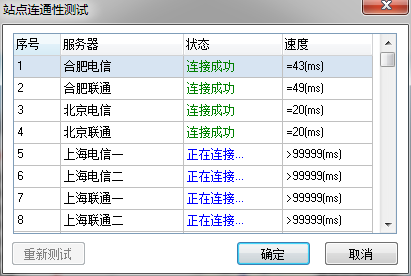 站点连通性测试
序号 服务器 状态 速度
1 合肥电信 连接成功 =43(ms)
2 合肥联通 连接成功 =49(ms)
3 北京电信 连接成功 =20(ms)
4 北京联通 连接成功 =20(ms)
5 上海电信一 正在连接... >99999(ms)
6 上海电信二 正在连接... >99999(ms)
7 上海联通一 正在连接... >99999(ms)
8 上海联通二 正在连接... >99999(ms)
重新测试 确定 取消